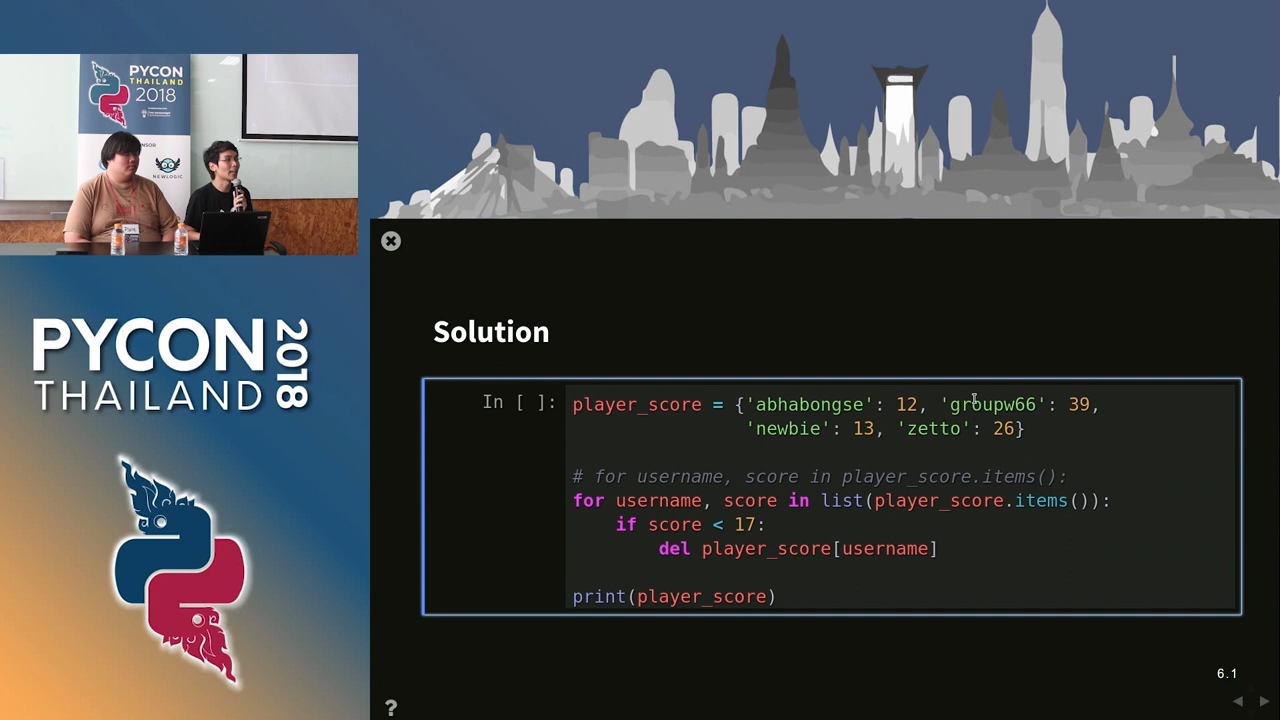 PYCON
THAILAND
2018
SOR
NEWLOGIC
PYCON 2018
THAILAND
Solution
In [ ]:
player_score = {'abhabongse': 12, 'groupw66': 39,
                'newbie': 13, 'zetto': 26}
# for username, score in player_score.items():
for username, score in list(player_score.items()):
    if score < 17:
        del player_score[username]
print(player_score)
6.1
?